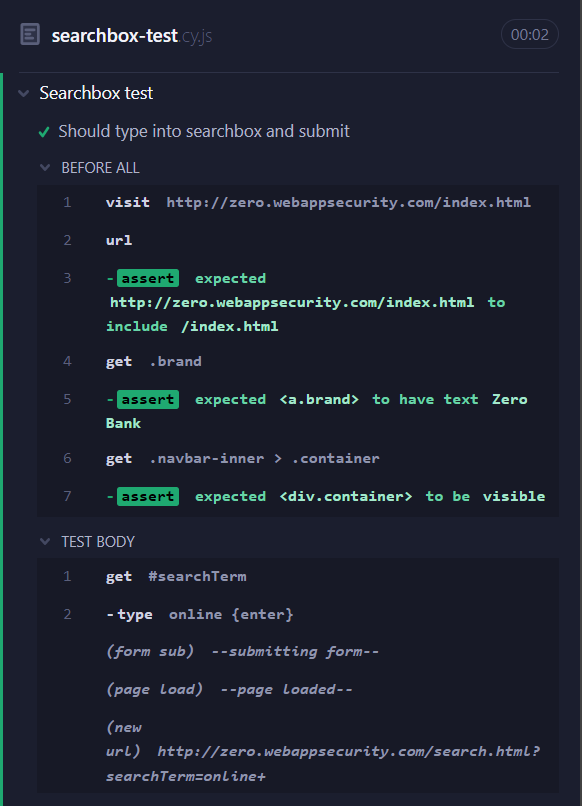 searchbox-test.cy.js
00:02
Searchbox test
Should type into searchbox and submit
BEFORE ALL
1 visit http://zero.webappsecurity.com/index.html
2 url
3 -assert expected
http://zero.webappsecurity.com/index.html to
include /index.html
4 get .brand
5 -assert expected <a.brand> to have text Zero
Bank
6 get .navbar-inner > .container
7 -assert expected <div.container> to be visible
TEST BODY
1 get #searchTerm
2 -type online {enter}
(form sub) --submitting form--
(page load) --page loaded--
(new
url) http://zero.webappsecurity.com/search.html?
searchTerm=online+